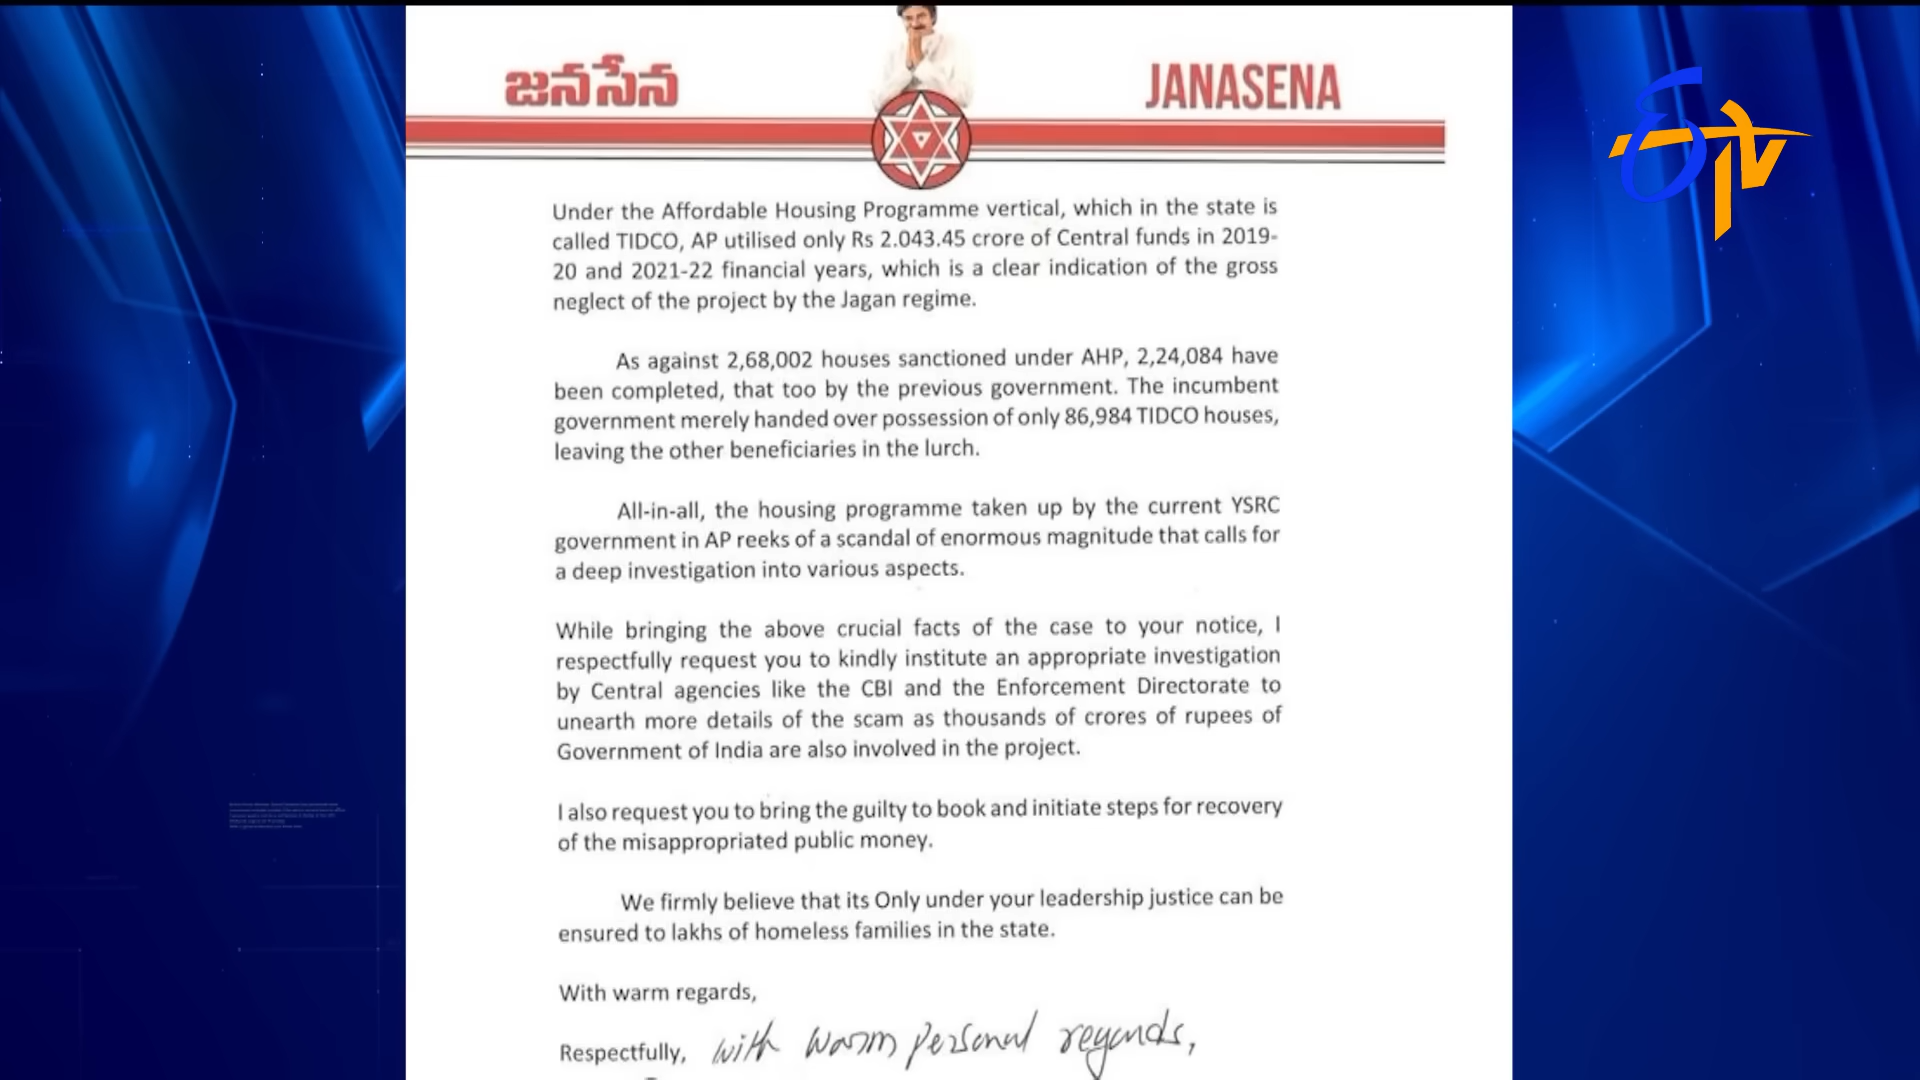 జనసేన
JANASENA
ETV
Under the Affordable Housing Programme vertical, which in the state is
called TIDCO, AP utilised only Rs 2.043.45 crore of Central funds in 2019-
20 and 2021-22 financial years, which is a clear indication of the gross
neglect of the project by the Jagan regime.
As against 2,68,002 houses sanctioned under AHP, 2,24,084 have
been completed, that too by the previous government. The incumbent
government merely handed over possession of only 86,984 TIDCO houses,
leaving the other beneficiaries in the lurch.
All-in-all, the housing programme taken up by the current YSRC
government in AP reeks of a scandal of enormous magnitude that calls for
a deep investigation into various aspects.
While bringing the above crucial facts of the case to your notice, I
respectfully request you to kindly institute an appropriate investigation
by Central agencies like the CBI and the Enforcement Directorate to
unearth more details of the scam as thousands of crores of rupees of
Government of India are also involved in the project.
I also request you to bring the guilty to book and initiate steps for recovery
of the misappropriated public money.
We firmly believe that its Only under your leadership justice can be
ensured to lakhs of homeless families in the state.
With warm regards,
Respectfully, with warm personal regards,